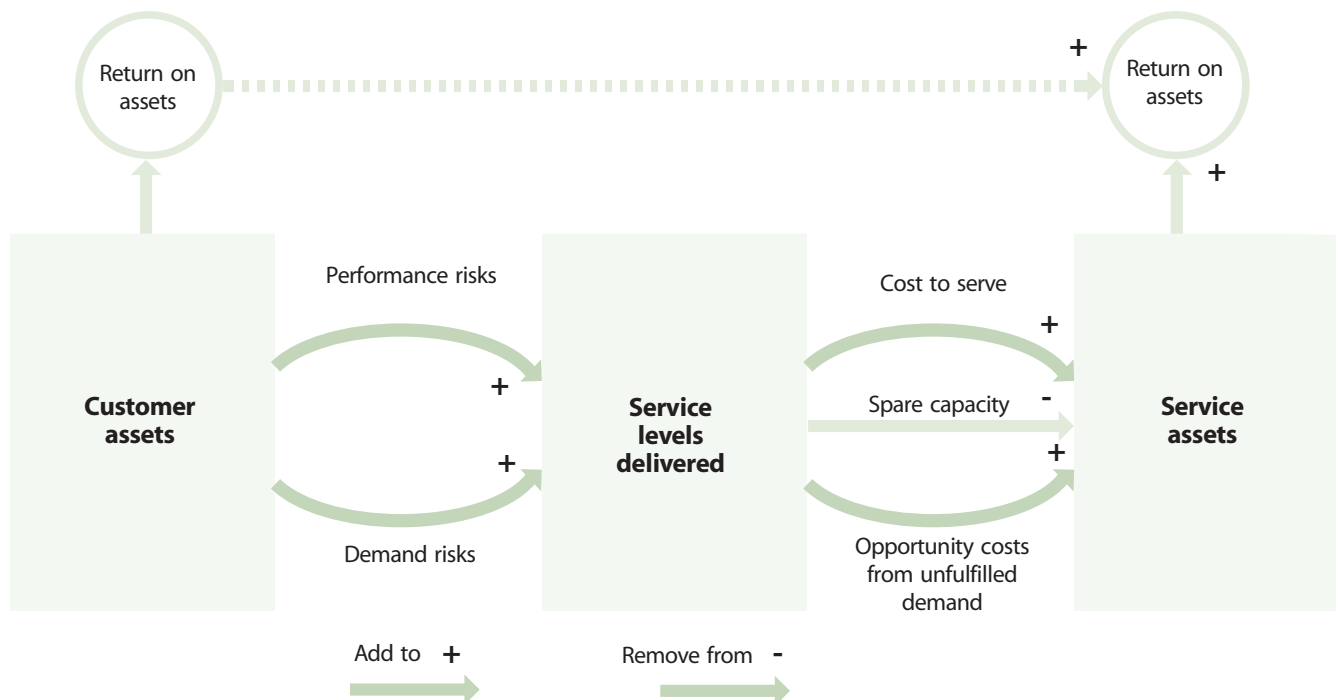 Return on
assets
+
Return on
assets
+
Performance risks
Cost to serve
+
+
Customer
assets
Service
levels
delivered
Spare capacity -
Service
assets
+
+
Demand risks
Opportunity costs
from unfulfilled
demand
Add to +
Remove from -